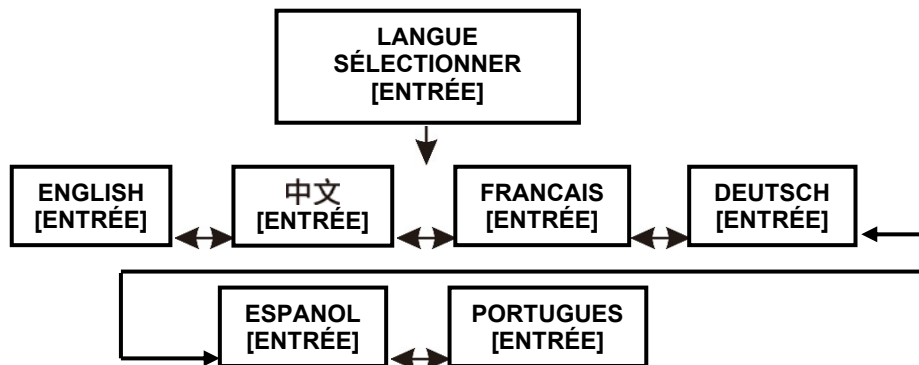 LANGUE
SÉLECTIONNER
[ENTRÉE]
ENGLISH
[ENTRÉE]
中文
[ENTRÉE]
FRANCAIS
[ENTRÉE]
DEUTSCH
[ENTRÉE]
ESPANOL
[ENTRÉE]
PORTUGUES
[ENTRÉE]